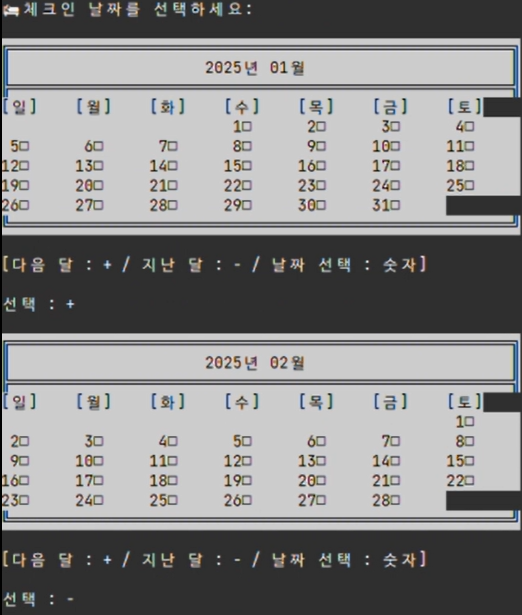 🛏️체크인 날짜를 선택하세요:
2025년 01월
[일] [월] [화] [수] [목] [금] [토]
1□ 2□ 3□ 4□
5□ 6□ 7□ 8□ 9□ 10□ 11□
12□ 13□ 14□ 15□ 16□ 17□ 18□
19□ 20□ 21□ 22□ 23□ 24□ 25□
26□ 27□ 28□ 29□ 30□ 31□
[다음 달 : + / 지난 달 : - / 날짜 선택 : 숫자]
선택 : +
2025년 02월
[일] [월] [화] [수] [목] [금] [토]
1□
2□ 3□ 4□ 5□ 6□ 7□ 8□
9□ 10□ 11□ 12□ 13□ 14□ 15□
16□ 17□ 18□ 19□ 20□ 21□ 22□
23□ 24□ 25□ 26□ 27□ 28□
[다음 달 : + / 지난 달 : - / 날짜 선택 : 숫자]
선택 : -